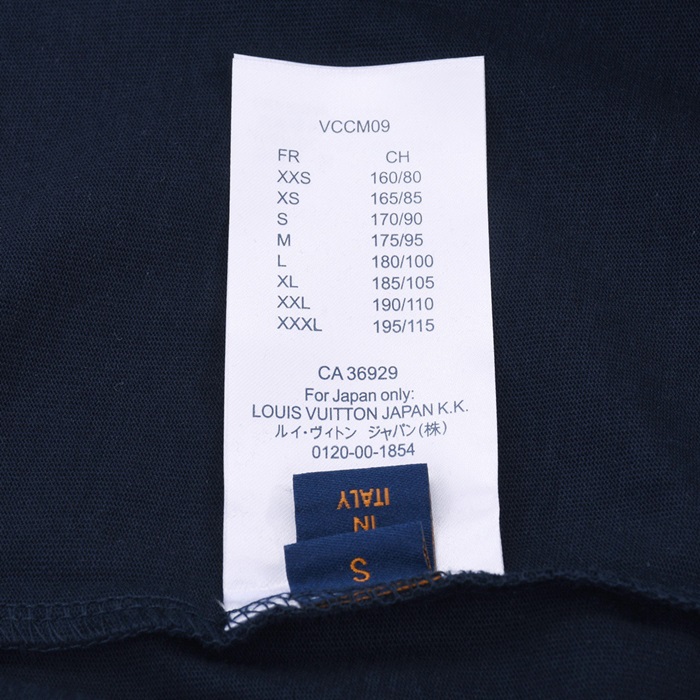 VCCM09
FR CH
XXS 160/80
XS 165/85
S 170/90
M 175/95
L 180/100
XL 185/105
XXL 190/110
XXXL 195/115
CA 36929
For Japan only:
LOUIS VUITTON JAPAN K.K.
ルイ・ヴィトン ジャパン(株)
0120-00-1854
IN
ITALY
S